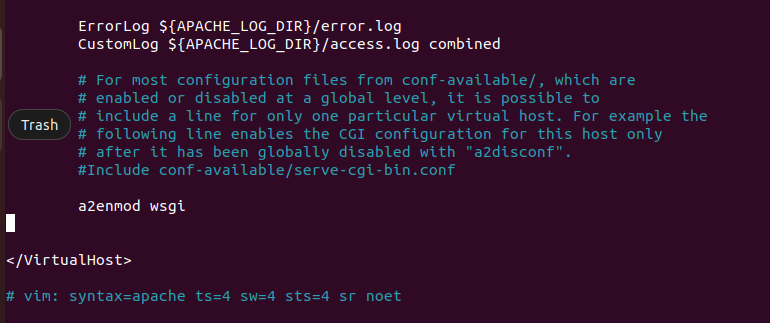 ErrorLog ${APACHE_LOG_DIR}/error.log
CustomLog ${APACHE_LOG_DIR}/access.log combined
# For most configuration files from conf-available/, which are
# enabled or disabled at a global level, it is possible to
# include a line for only one particular virtual host. For example the
Trash
# following line enables the CGI configuration for this host only
# after it has been globally disabled with "a2disconf".
#Include conf-available/serve-cgi-bin.conf
a2enmod wsgi
</VirtualHost>
# vim: syntax=apache ts=4 sw=4 sts=4 sr noet